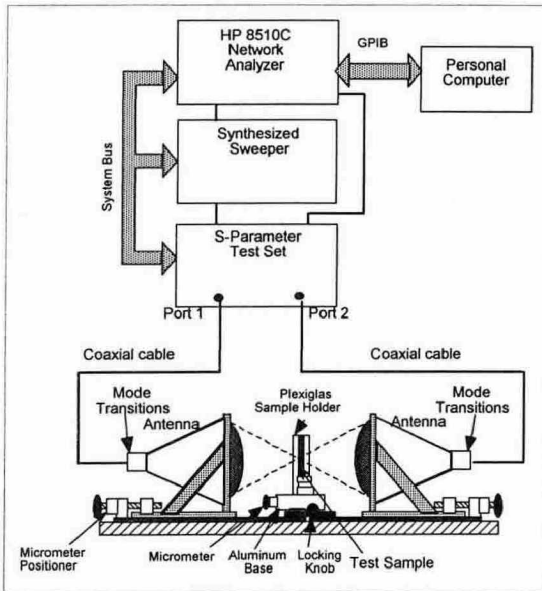 HP 8510C
Network
Analyzer
GPIB
Personal
Computer
System Bus
Synthesized
Sweeper
S-Parameter
Test Set
Port 1
Port 2
Coaxial cable
Coaxial cable
Mode
Transitions
Antenna
Plexiglas
Sample Holder
Antenna
Mode
Transitions
Micrometer
Positioner
Micrometer
Aluminum
Base
Locking
Knob
Test Sample